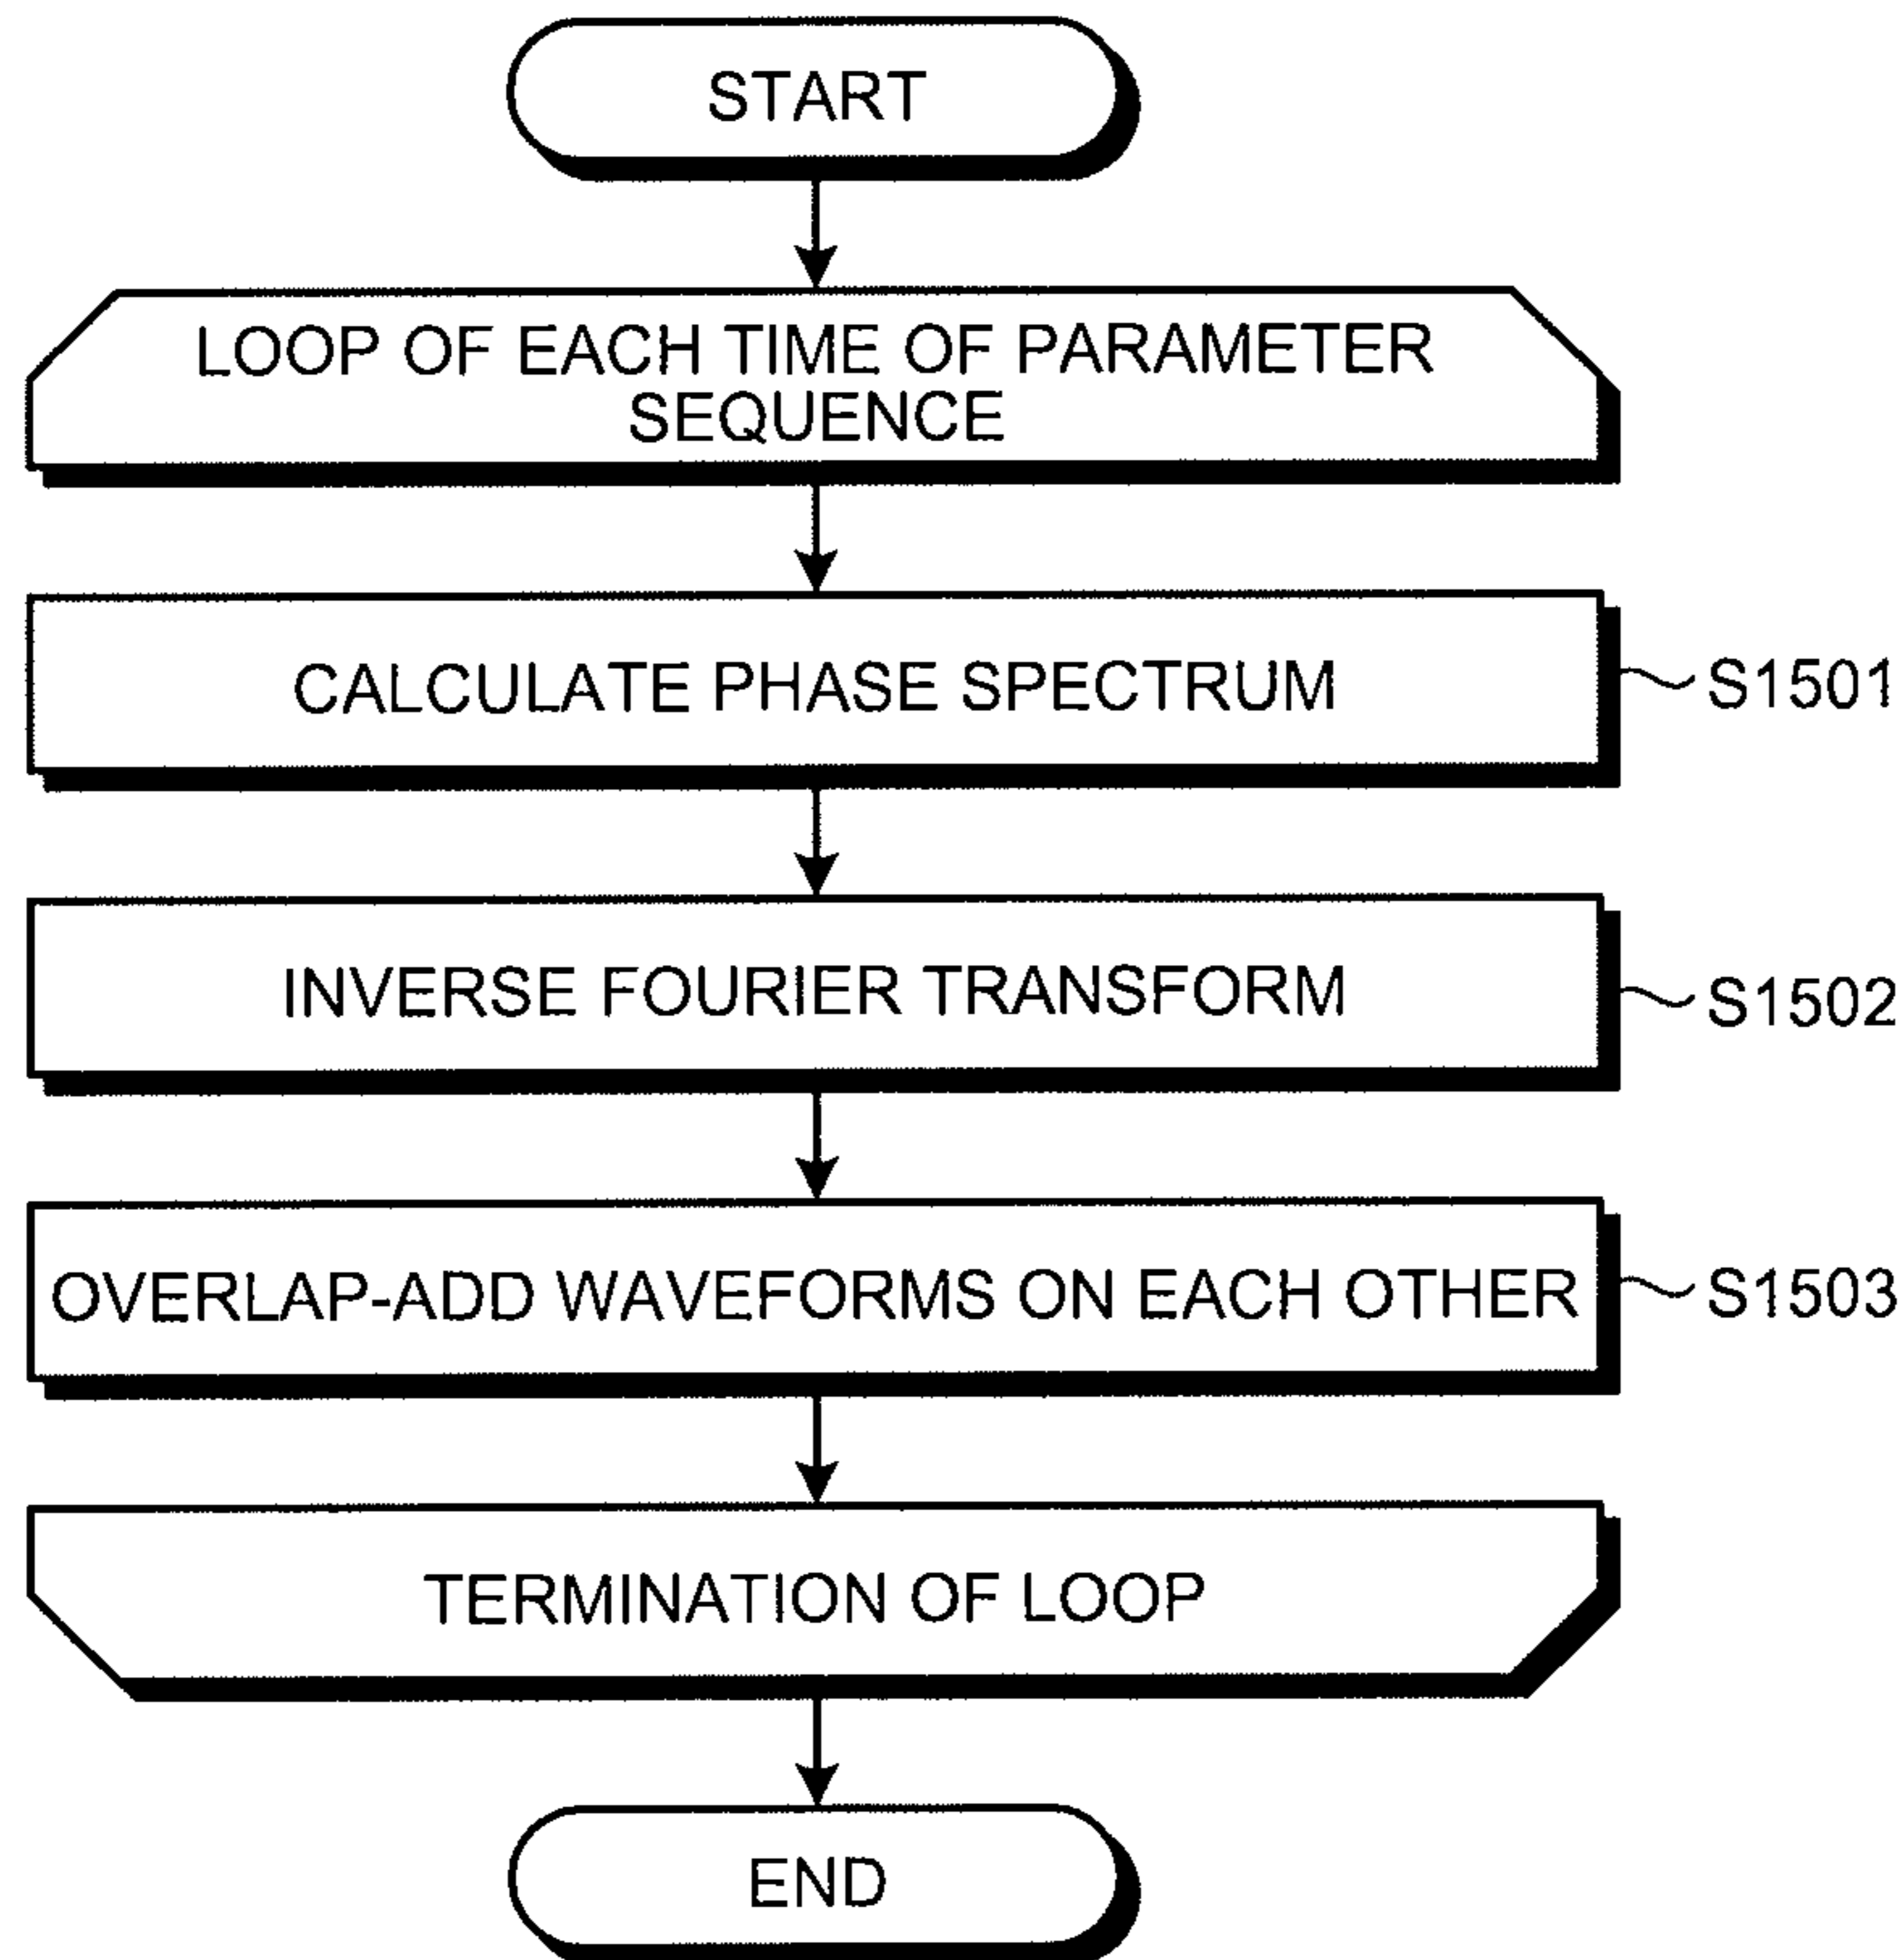 START
LOOP OF EACH TIME OF PARAMETER
SEQUENCE
CALCULATE PHASE SPECTRUM
S1501
INVERSE FOURIER TRANSFORM
S1502
OVERLAP-ADD WAVEFORMS ON EACH OTHER
S1503
TERMINATION OF LOOP
END